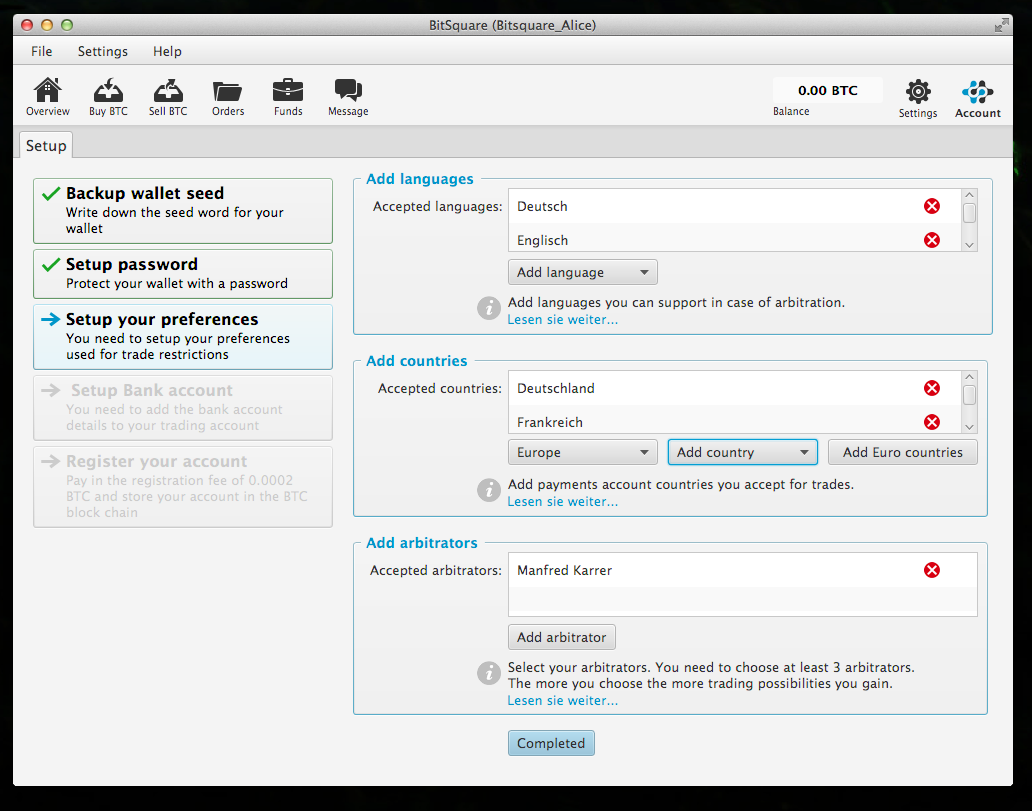 BitSquare (Bitsquare_Alice)
File Settings Help
Overview Buy BTC Sell BTC Orders Funds Message
0.00 BTC
Balance
Settings Account
Setup
Backup wallet seed
Write down the seed word for your
wallet
Setup password
Protect your wallet with a password
Setup your preferences
You need to setup your preferences
used for trade restrictions
Setup Bank account
You need to add the bank account
details to your trading account
Register your account
Pay in the registration fee of 0.0002
BTC and store your account in the BTC
block chain
Add languages
Accepted languages: Deutsch
Englisch
Add language
Add languages you can support in case of arbitration.
Lesen sie weiter...
Add countries
Accepted countries: Deutschland
Frankreich
Europe Add country Add Euro countries
Add payments account countries you accept for trades.
Lesen sie weiter...
Add arbitrators
Accepted arbitrators: Manfred Karrer
Add arbitrator
Select your arbitrators. You need to choose at least 3 arbitrators.
The more you choose the more trading possibilities you gain.
Lesen sie weiter...
Completed